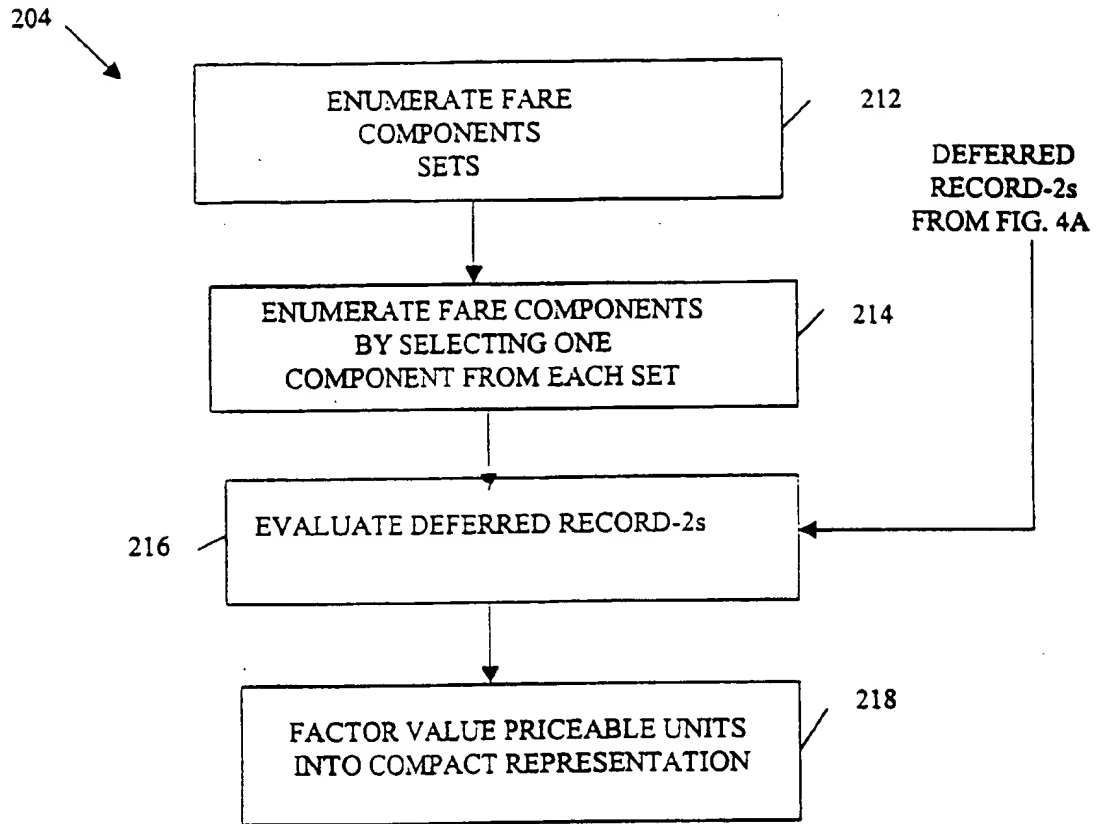 204
ENUMERATE FARE
COMPONENTS
SETS
212
DEFERRED
RECORD-2s
FROM FIG. 4A
ENUMERATE FARE COMPONENTS
BY SELECTING ONE
COMPONENT FROM EACH SET
214
EVALUATE DEFERRED RECORD-2s
216
FACTOR VALUE PRICEABLE UNITS
INTO COMPACT REPRESENTATION
218